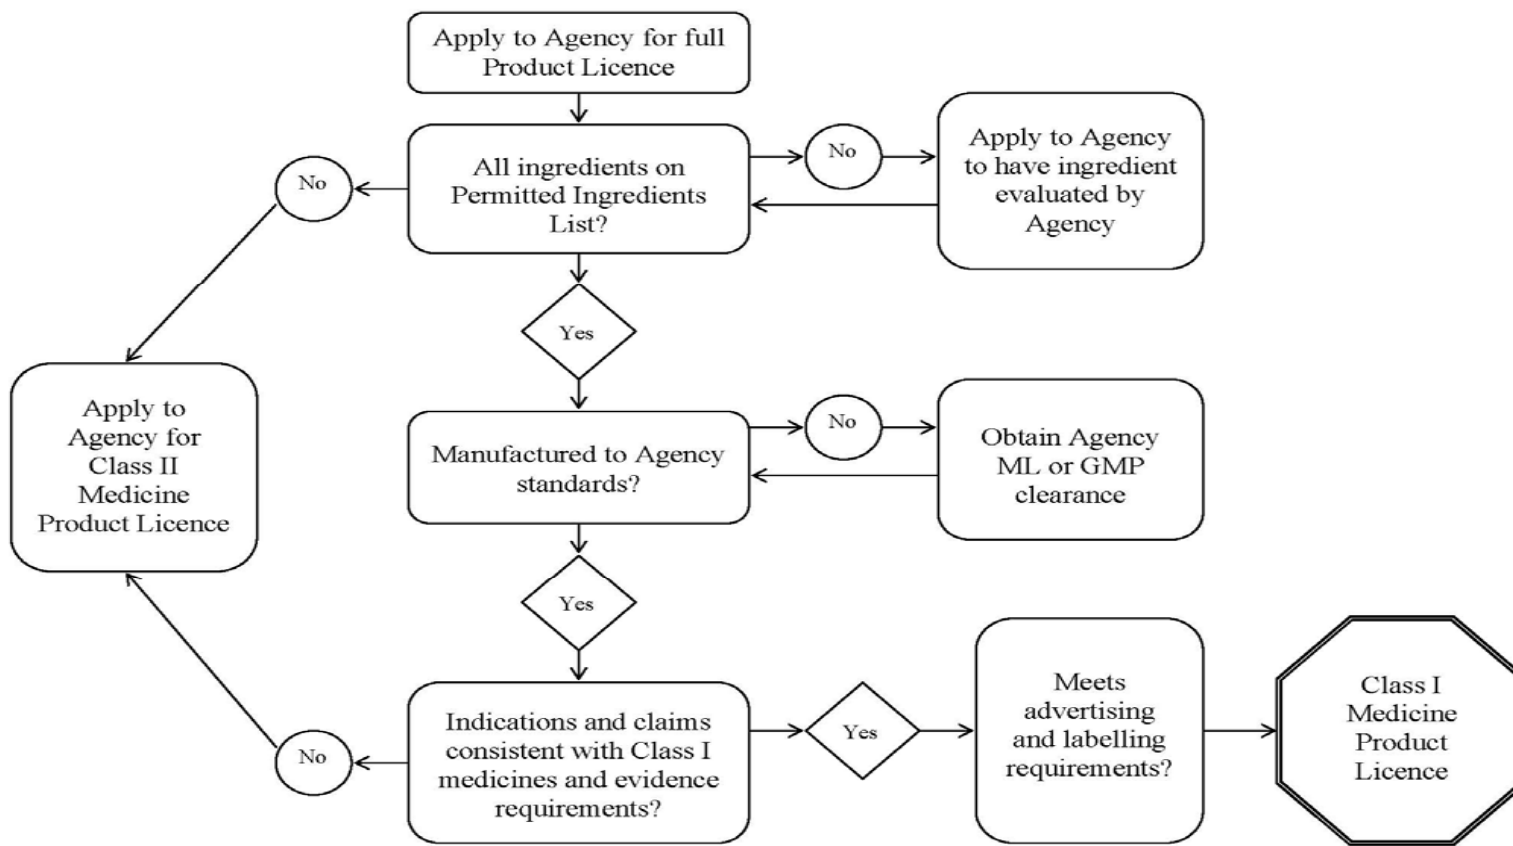 Apply to Agency for full
Product Licence
All ingredients on
Permitted Ingredients
List?
No
No
Apply to Agency
to have ingredient
evaluated by
Agency
Yes
Apply to
Agency for
Class II
Medicine
Product Licence
Manufactured to Agency
standards?
No
Obtain Agency
ML or GMP
clearance
Yes
Indications and claims
consistent with Class I
medicines and evidence
requirements?
No
Yes
Meets
advertising
and labelling
requirements?
Class I
Medicine
Product
Licence